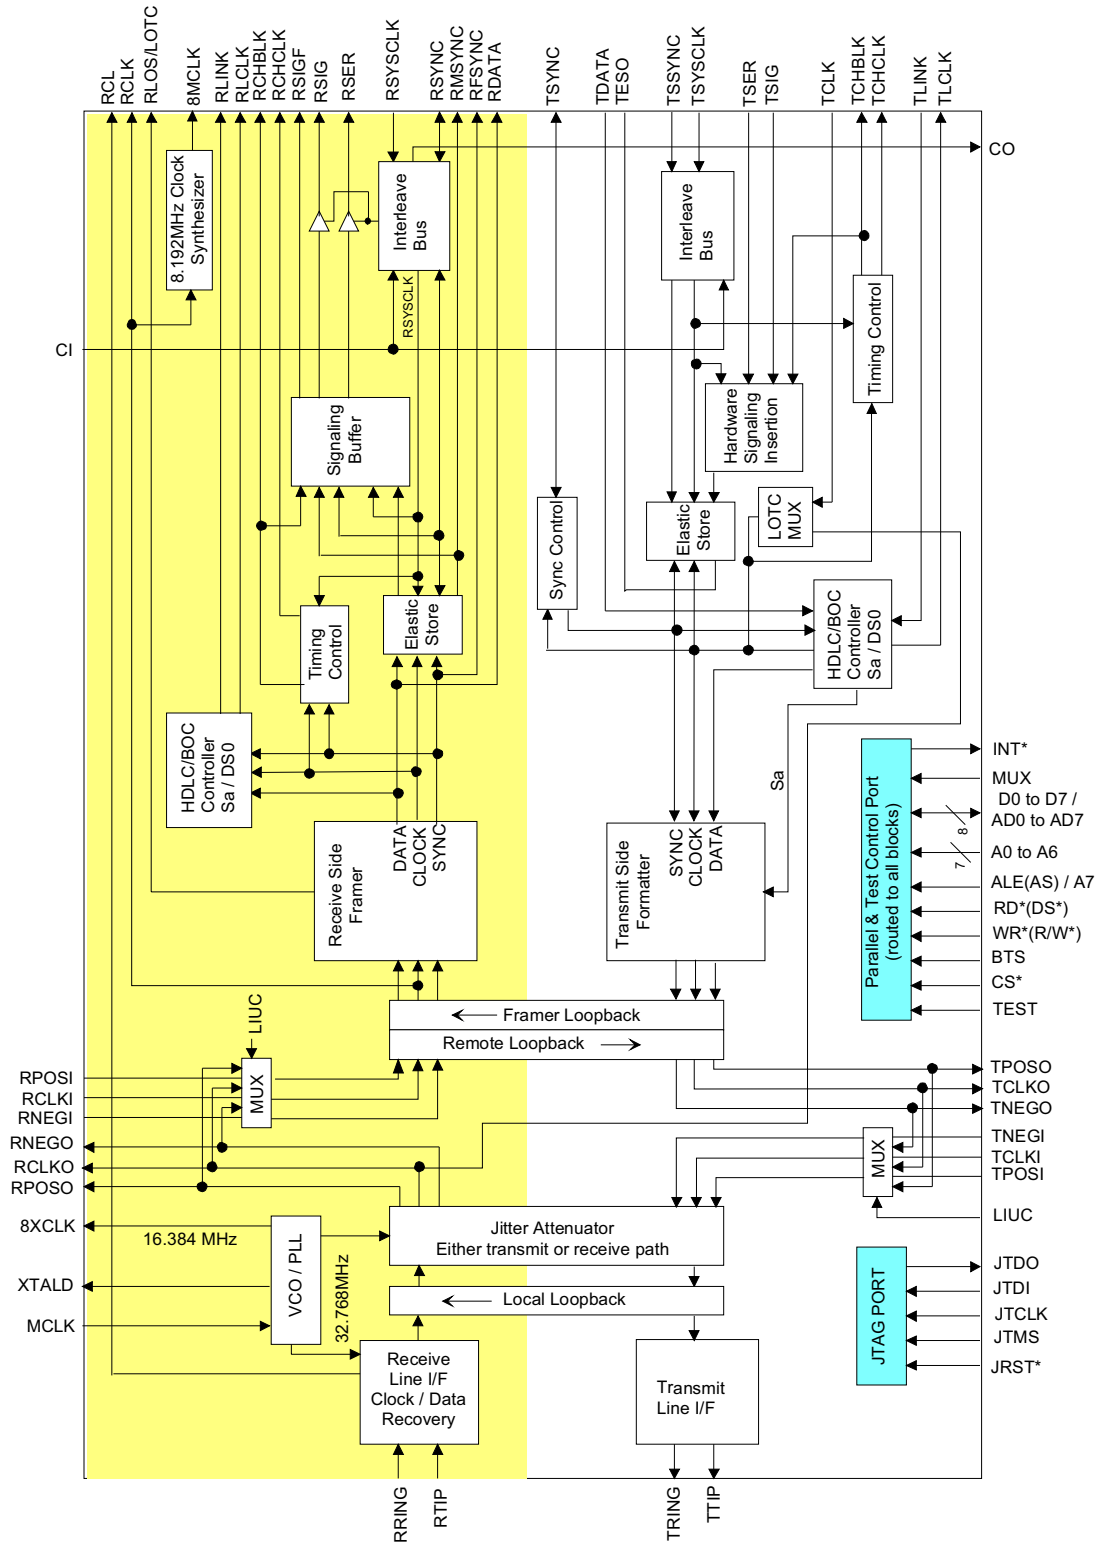 RCL
RCLK
RLOS/LOTC
8MCLK
RLINK
RLCLK
RCHBLK
RCHCLK
RSIGF
RSIG
RSER
RSYSCLK
RSYNC
RMSYNC
RFSYNC
RDATA
TSYNC
TDATA
TESO
TSSYNC
TSYSCLK
TSER
TSIG
TCLK
TCHBLK
TCHCLK
TLINK
TLCLK
CO
8.192MHz Clock
Synthesizer
Interleave
Bus
Interleave
Bus
RSYSCLK
CI
Timing Control
Signaling
Buffer
Hardware
Signaling
Insertion
LOTC
MUX
Elastic
Store
Sync Control
Elastic
Store
Timing
Control
HDLC/BOC
Controller
Sa / DS0
HDLC/BOC
Controller
Sa / DS0
Sa
Receive Side
Framer
DATA
CLOCK
SYNC
Transmit Side
Formatter
SYNC
CLOCK
DATA
Parallel & Test Control Port
(routed to all blocks)
INT*
MUX
D0 to D7 /
AD0 to AD7
8
A0 to A6
7
ALE(AS) / A7
RD*(DS*)
WR*(R/W*)
BTS
CS*
TEST
Framer Loopback
Remote Loopback
LIUC
MUX
RPOSI
RCLKI
RNEGI
RNEGO
RCLKO
RPOSO
TPOSO
TCLKO
TNEGO
TNEGI
TCLKI
TPOSI
MUX
LIUC
8XCLK
16.384 MHz
XTALD
MCLK
VCO / PLL
32.768MHz
Jitter Attenuator
Either transmit or receive path
Local Loopback
Receive
Line I/F
Clock / Data
Recovery
Transmit
Line I/F
JTAG PORT
JTDO
JTDI
JTCLK
JTMS
JRST*
RRING
RTIP
TRING
TTIP